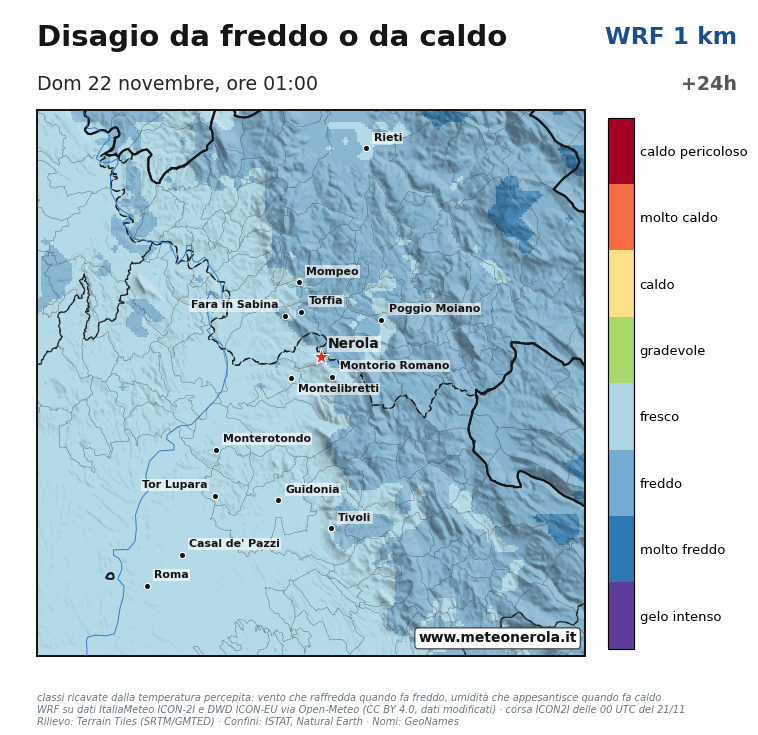 Disagio da freddo o da caldo
WRF 1 km
Dom 22 novembre, ore 01:00
+24h
Rieti
Mompeo
Fara in Sabina
Toffia
Poggio Moiano
Nerola
Montorio Romano
Montelibretti
Monterotondo
Tor Lupara
Guidonia
Tivoli
Casal de' Pazzi
Roma
www.meteonerola.it
caldo pericoloso
molto caldo
caldo
gradevole
fresco
freddo
molto freddo
gelo intenso
classi ricavate dalla temperatura percepita: vento che raffredda quando fa freddo, umidità che appesantisce quando fa caldo
WRF su dati ItaliaMeteo ICON-2I e DWD ICON-EU via Open-Meteo (CC BY 4.0, dati modificati) · corsa ICON2I delle 00 UTC del 21/11
Rilievo: Terrain Tiles (SRTM/GMTED) · Confini: ISTAT, Natural Earth · Nomi: GeoNames